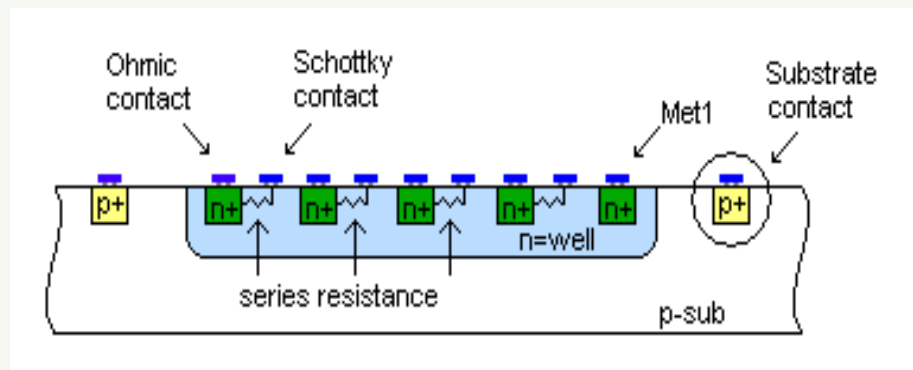 Ohmic
contact
Schottky
contact
Met1
Substrate
contact
p+
n+
n+
n+
n+
n+
p+
n=well
series resistance
p-sub